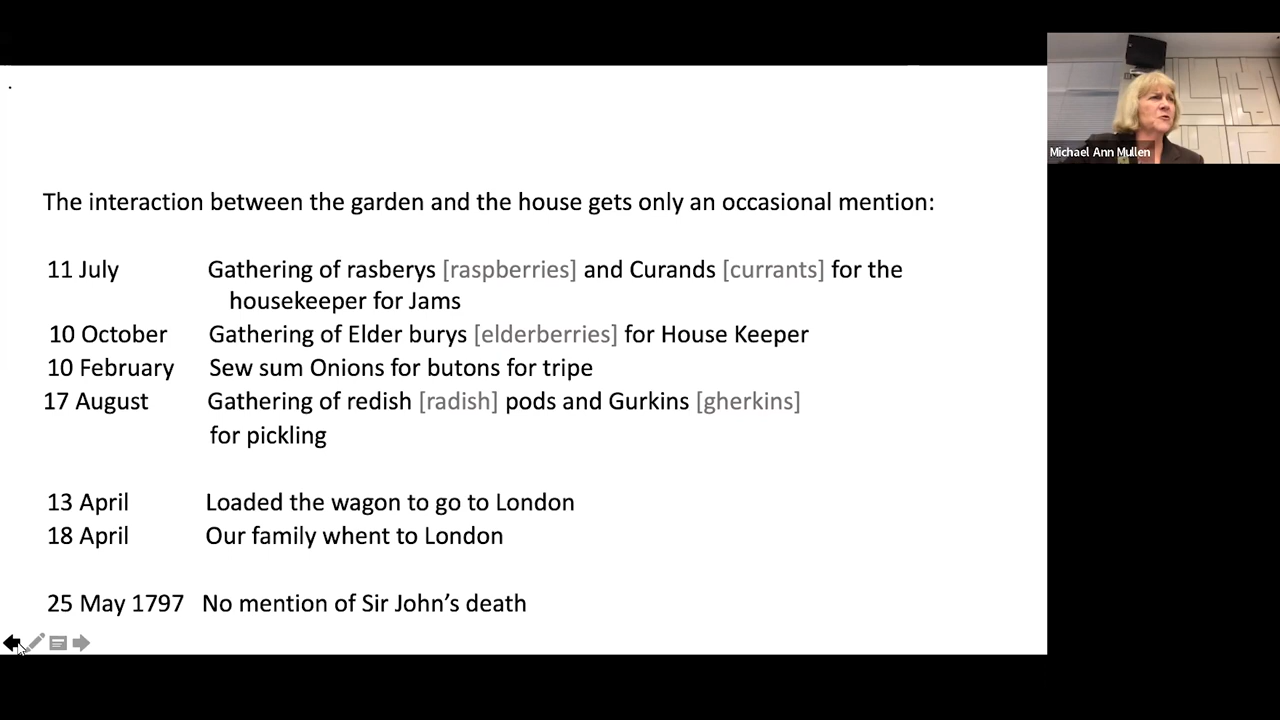 Michael Ann Mullen
The interaction between the garden and the house gets only an occasional mention:
11 July Gathering of rasberys [raspberries] and Curands [currants] for the
housekeeper for Jams
10 October Gathering of Elder burys [elderberries] for House Keeper
10 February Sew sum Onions for butons for tripe
17 August Gathering of redish [radish] pods and Gurkins [gherkins]
for pickling
13 April Loaded the wagon to go to London
18 April Our family whent to London
25 May 1797 No mention of Sir John’s death